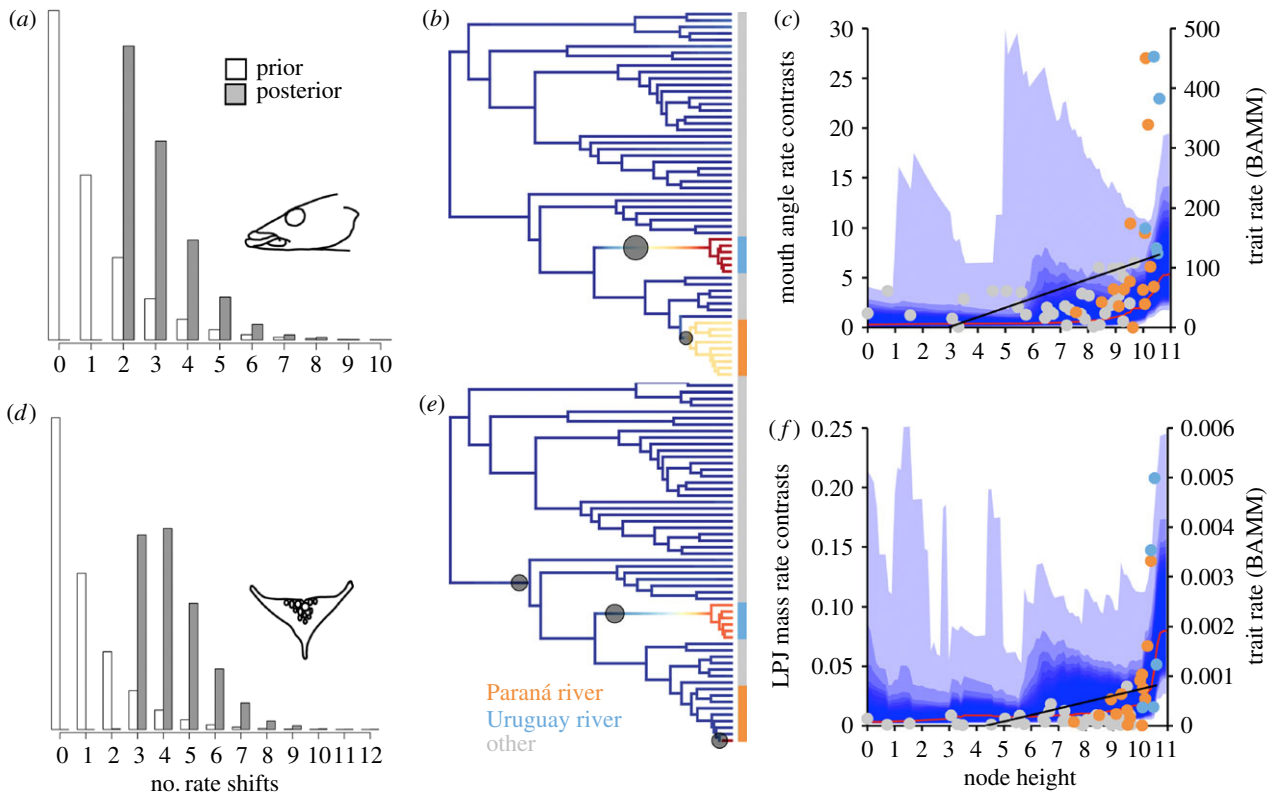 (a)
prior
posterior
0 1 2 3 4 5 6 7 8 9 10
(b)
(c)
30
25
20
15
10
5
0
mouth angle rate contrasts
500
400
300
200
100
0
trait rate (BAMM)
0 1 2 3 4 5 6 7 8 9 10 11
(d)
0 1 2 3 4 5 6 7 8 9 10 11 12
no. rate shifts
(e)
Paraná river
Uruguay river
other
(f)
0.25
0.20
0.15
0.10
0.05
0
LPJ mass rate contrasts
0.006
0.005
0.004
0.003
0.002
0.001
0
trait rate (BAMM)
0 1 2 3 4 5 6 7 8 9 10 11
node height